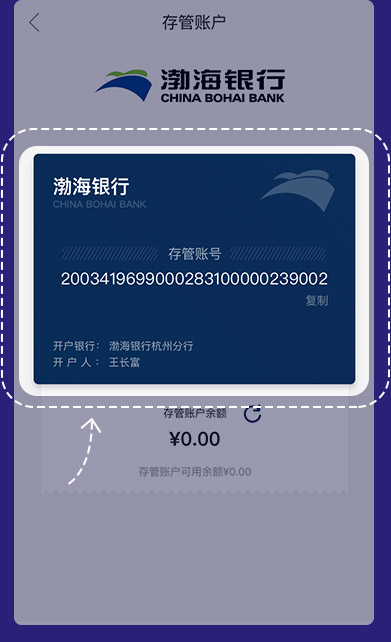 存管账户
渤海银行
CHINA BOHAI BANK
渤海银行
CHINA BOHAI BANK
存管账号
2003419699000283100000239002
复制
开户银行： 渤海银行杭州分行
开 户 人 ： 王长富
存管账户余额
¥0.00
存管账户可用余额¥0.00